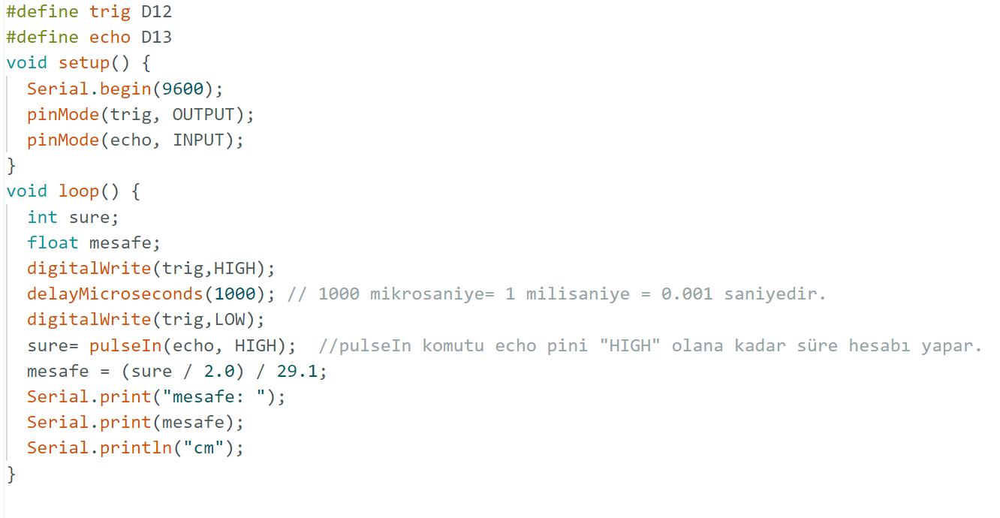 #define trig D12
#define echo D13
void setup() {
  Serial.begin(9600);
  pinMode(trig, OUTPUT);
  pinMode(echo, INPUT);
}
void loop() {
  int sure;
  float mesafe;
  digitalWrite(trig,HIGH);
  delayMicroseconds(1000); // 1000 mikrosaniye= 1 milisaniye = 0.001 saniyedir.
  digitalWrite(trig,LOW);
  sure= pulseIn(echo, HIGH);  //pulseIn komutu echo pini "HIGH" olana kadar süre hesabı yapar.
  mesafe = (sure / 2.0) / 29.1;
  Serial.print("mesafe: ");
  Serial.print(mesafe);
  Serial.println("cm");
}